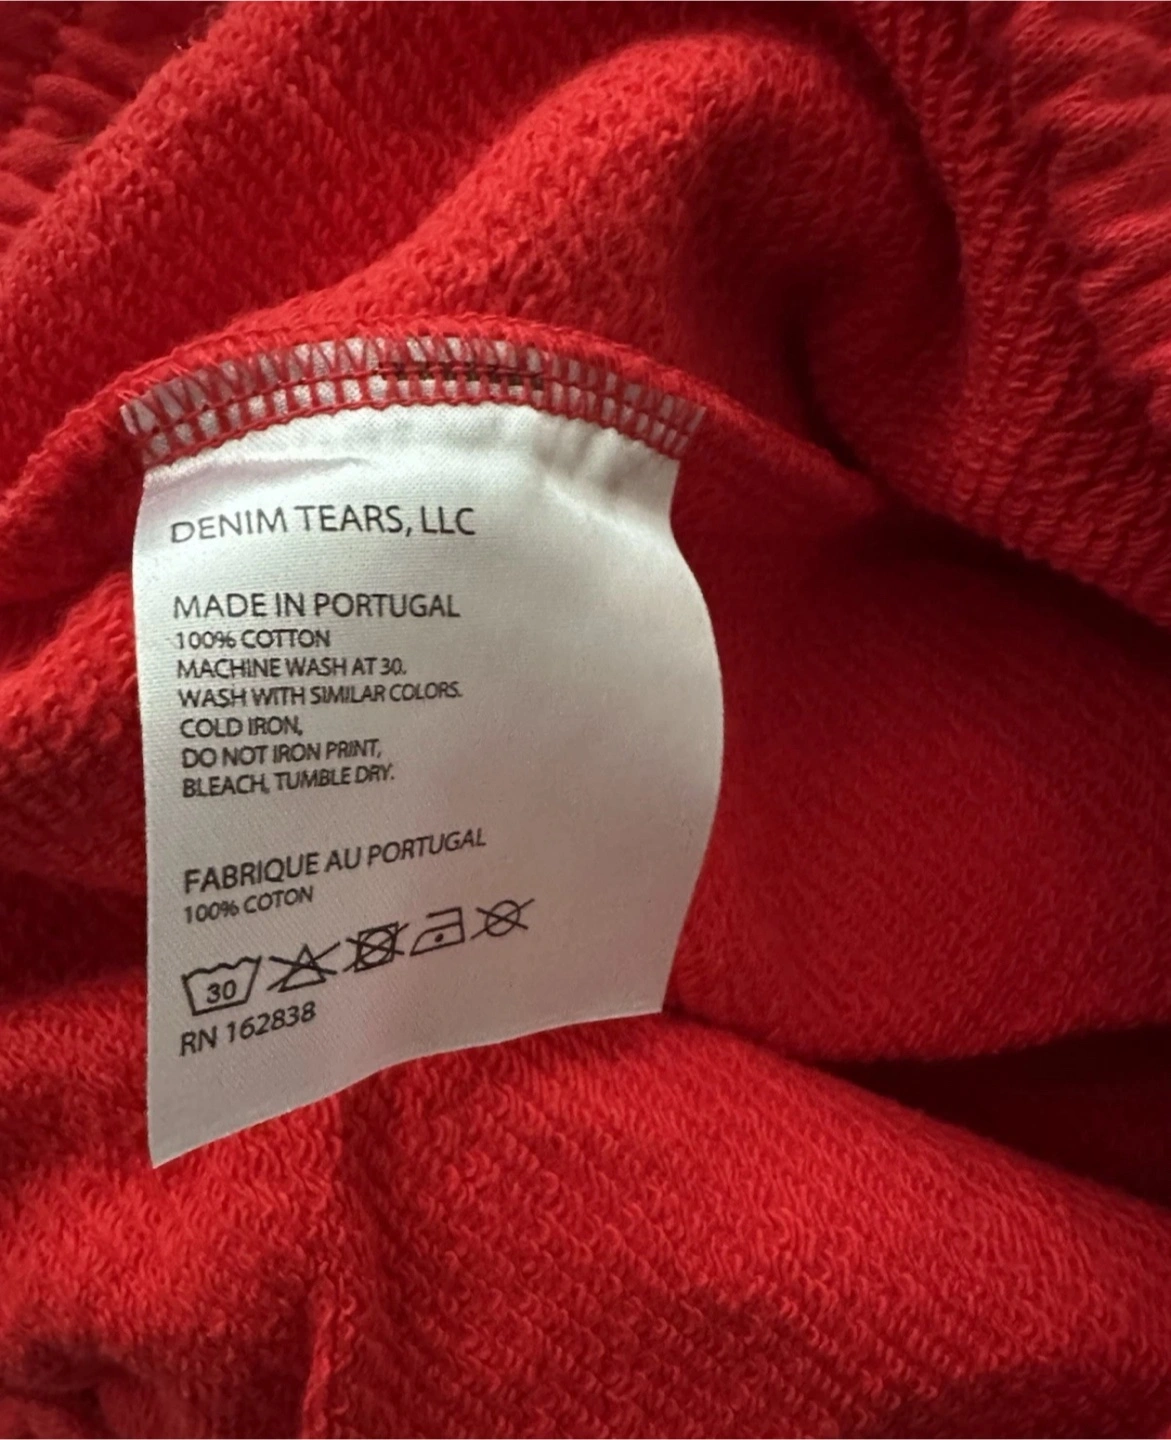 DENIM TEARS, LLC
MADE IN PORTUGAL
100% COTTON
MACHINE WASH AT 30.
WASH WITH SIMILAR COLORS.
COLD IRON,
DO NOT IRON PRINT,
BLEACH, TUMBLE DRY.
FABRIQUE AU PORTUGAL
100% COTON
30
RN 162838